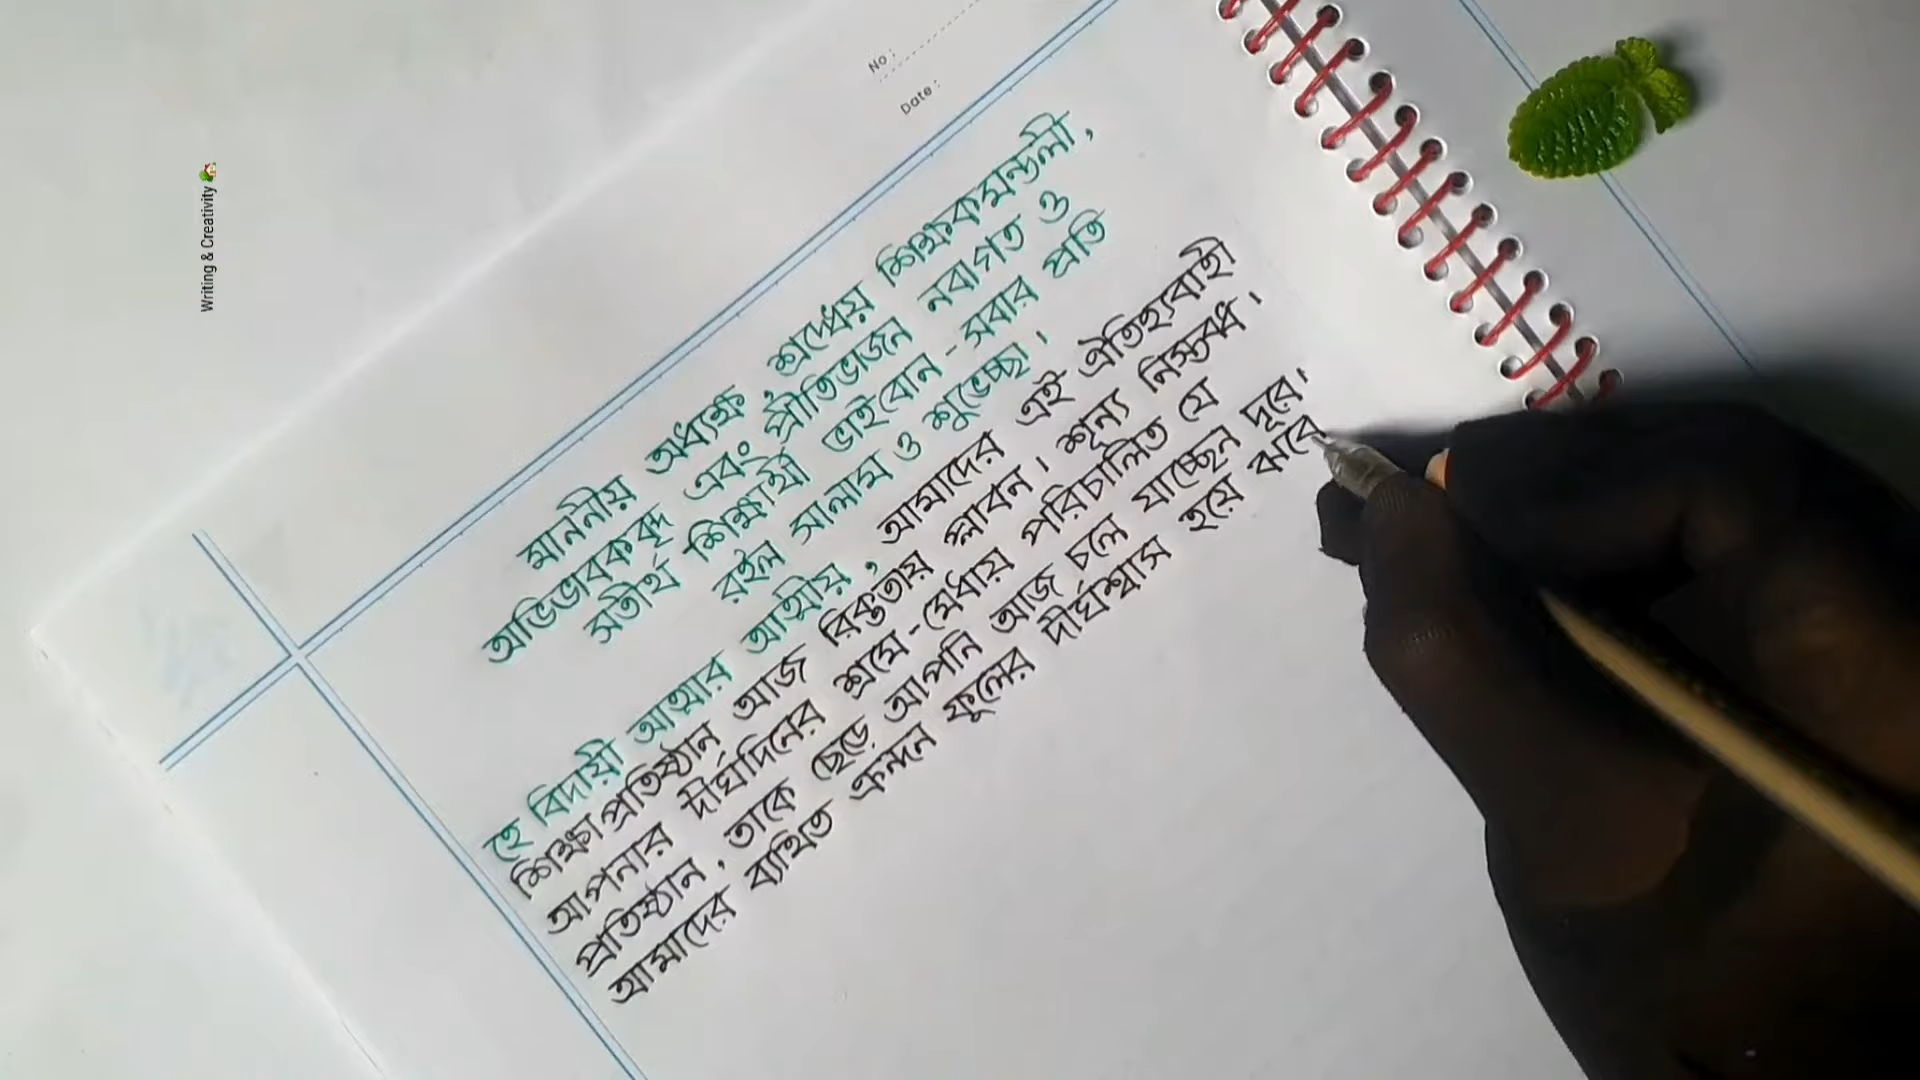 Writing & Creativity
No :
Date :
মাননীয় অধ্যক্ষ, শ্রদ্ধেয় শিক্ষকমন্ডলী,
অভিভাবকবৃন্দ এবং প্রীতিভাজন নবাগত ও
সতীর্থ শিক্ষার্থী ভাইবোন - সবার প্রতি
রইল সালাম ও শুভেচ্ছা।
হে বিদায়ী আত্মার আত্মীয়, আমাদের এই ঐতিহ্যবাহী
শিক্ষাপ্রতিষ্ঠান আজ রিক্ততায় প্লাবন। শূন্য নিস্তবধ।
আপনার দীর্ঘদিনের শ্রমে-মেধায় পরিচালিত যে
প্রতিষ্ঠান, তাকে ছেড়ে আপনি আজ চলে যাচ্ছেন দূরে।
আমাদের ব্যথিত ক্রন্দন ফুলের দীর্ঘশ্বাস হয়ে ঝরে